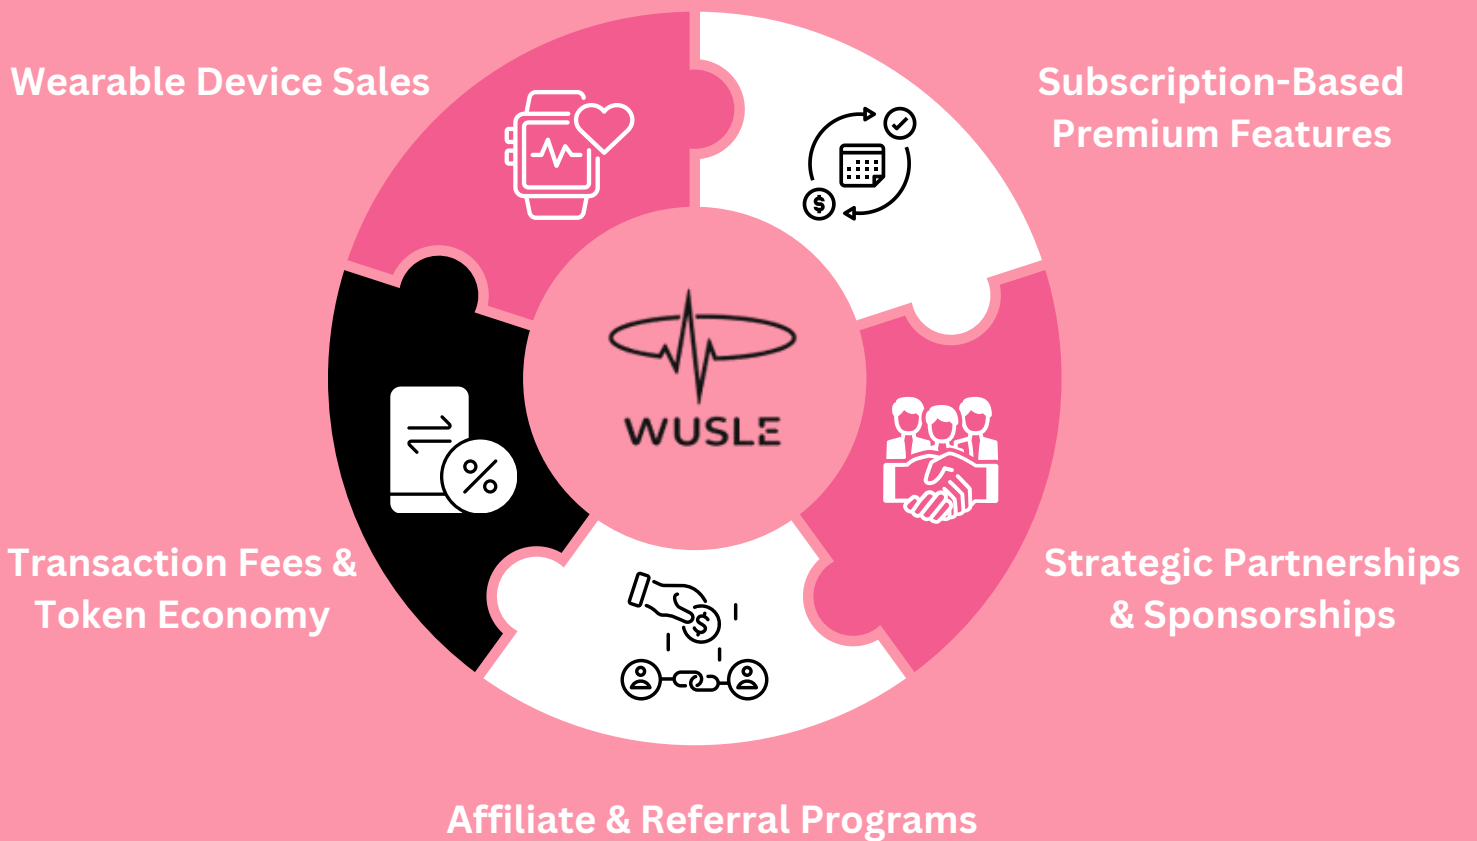 Wearable Device Sales
Subscription-Based
Premium Features
$
WUSLE
%
Transaction Fees &
Token Economy
Strategic Partnerships
& Sponsorships
$
Affiliate & Referral Programs